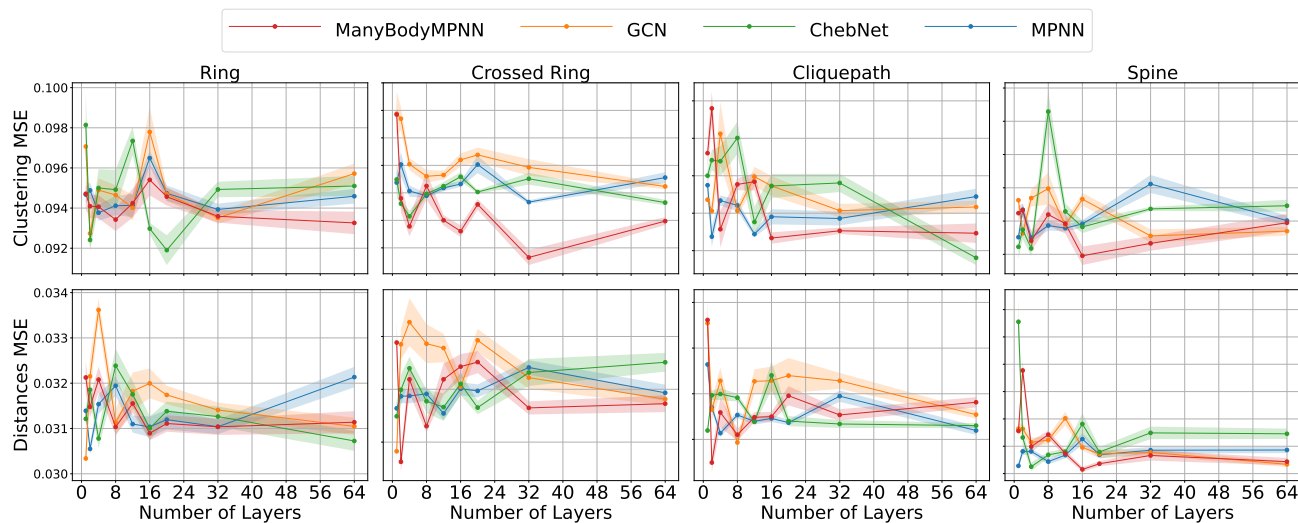 ManyBodyMPNN GCN ChebNet MPNN
Ring Crossed Ring Cliquepath Spine
Clustering MSE
0.100
0.098
0.096
0.094
0.092
Distances MSE
0.034
0.033
0.032
0.031
0.030
0 8 16 24 32 40 48 56 64 0 8 16 24 32 40 48 56 64 0 8 16 24 32 40 48 56 64 0 8 16 24 32 40 48 56 64
Number of Layers Number of Layers Number of Layers Number of Layers